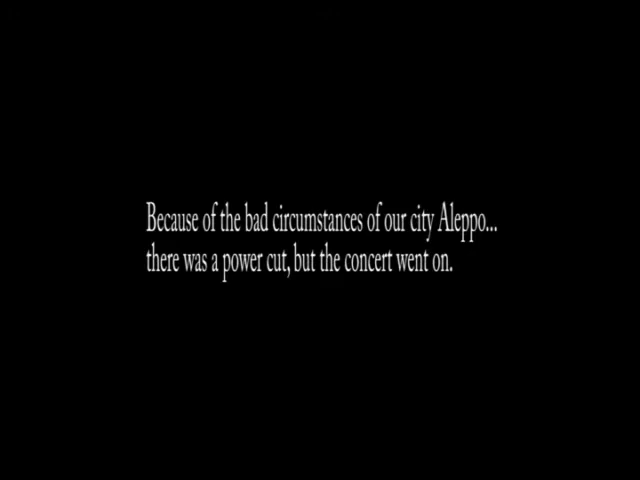 Because of the bad circumstances of our city Aleppo...
there was a power cut, but the concert went on.